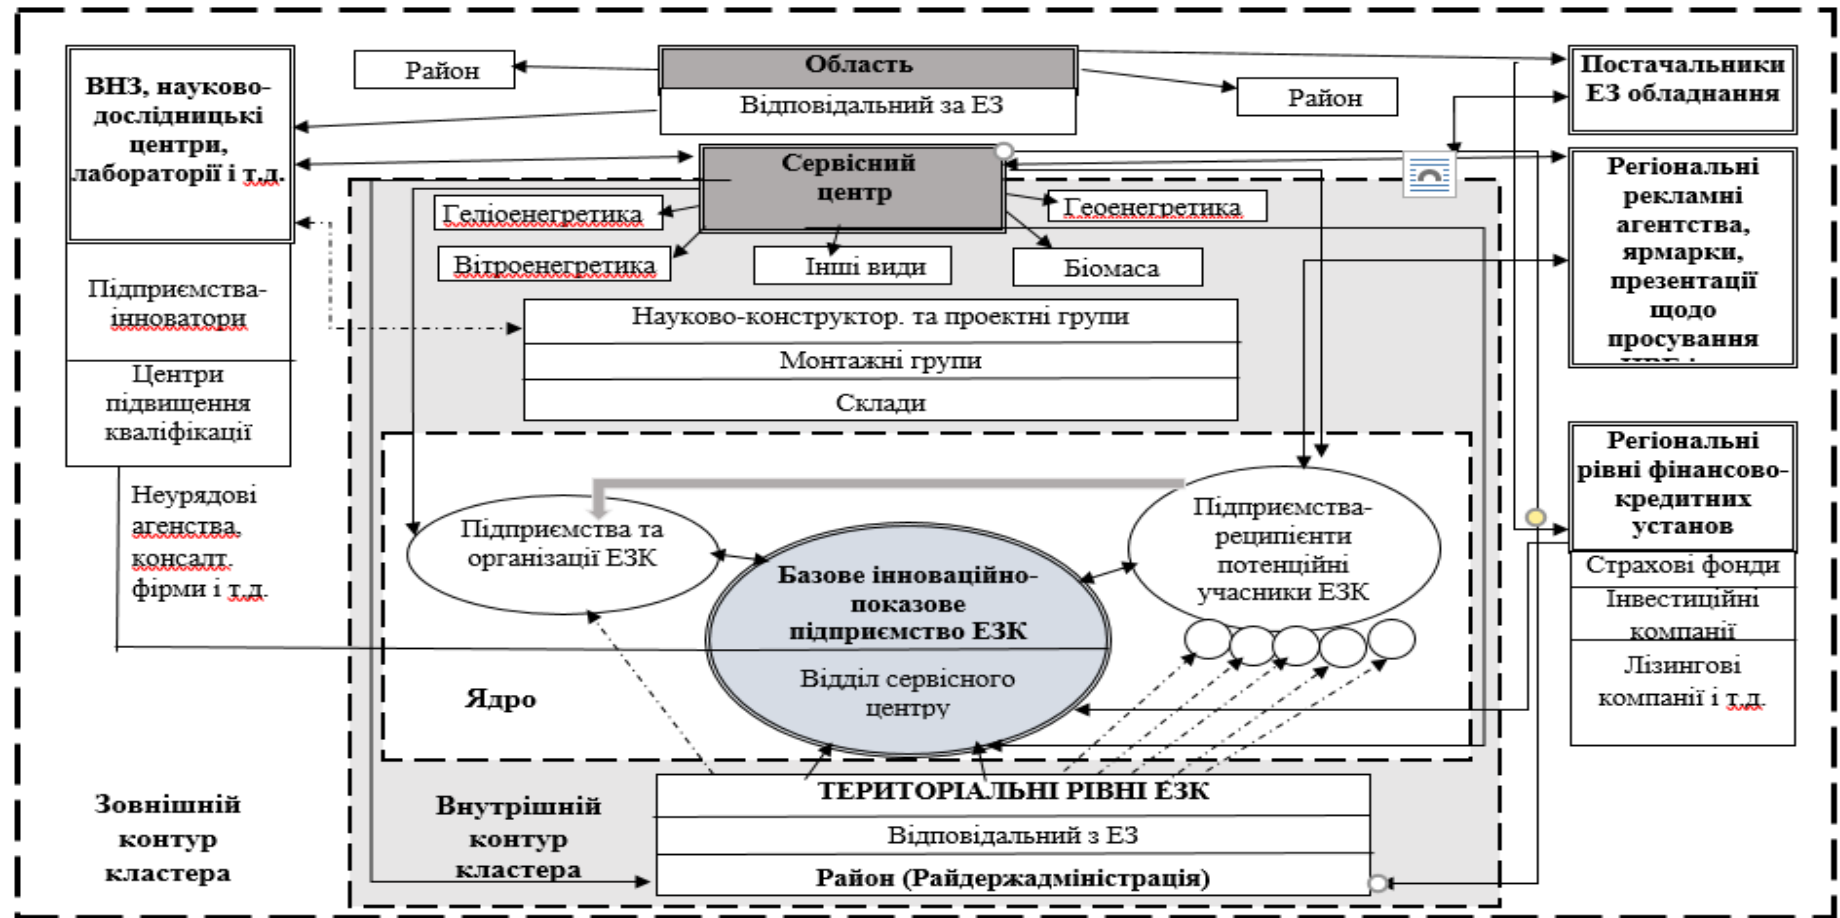 Район
Область
Відповідальний за ЕЗ
Район
Постачальники
ЕЗ обладнання
ВНЗ, науково-
дослідницькі
центри,
лабораторії і т.д.
Підприємства-
інноватори
Центри
підвищення
кваліфікації
Неурядові
агенства,
консалт.
фірми і т.д.
Сервісний
центр
Геліоенегретика
Геоенегретика
Вітроенегретика
Інші види
Біомаса
Науково-конструктор. та проектні групи
Монтажні групи
Склади
Регіональні
рекламні
агентства,
ярмарки,
презентації
щодо
просування
Регіональні
рівні фінансово-
кредитних
установ
Страхові фонди
Інвестиційні
компанії
Лізингові
компанії і т.д.
Підприємства та
організації ЕЗК
Базове інноваційно-
показове
підприємство ЕЗК
Відділ сервісного
центру
Підприємства-
реципієнти
потенційні
учасники ЕЗК
Ядро
ТЕРИТОРІАЛЬНІ РІВНІ ЕЗК
Відповідальний з ЕЗ
Район (Райдержадміністрація)
Зовнішній
контур
кластера
Внутрішній
контур
кластера